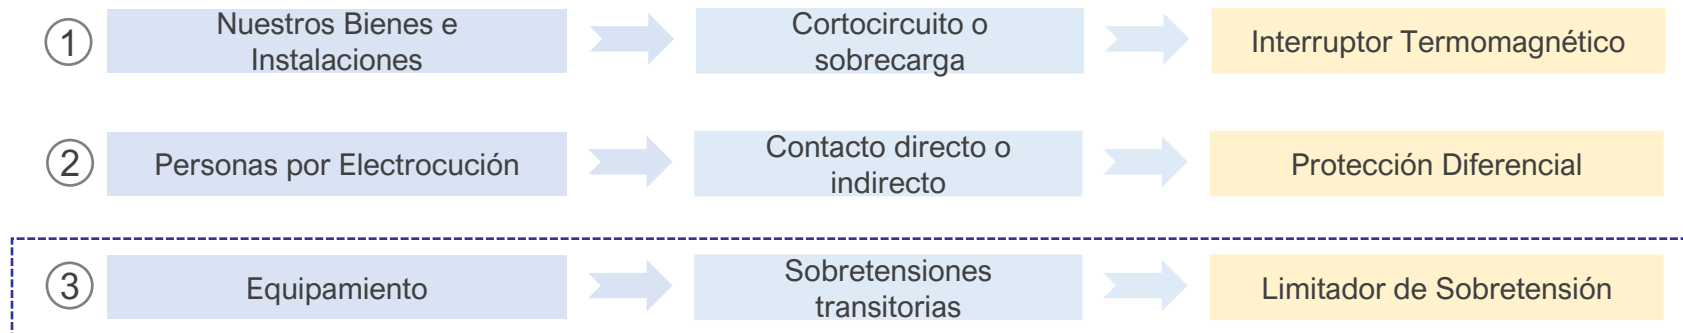 1
Nuestros Bienes e
Instalaciones
Cortocircuito o
sobrecarga
Interruptor Termomagnético
2
Personas por Electrocución
Contacto directo o
indirecto
Protección Diferencial
3
Equipamiento
Sobretensiones
transitorias
Limitador de Sobretensión